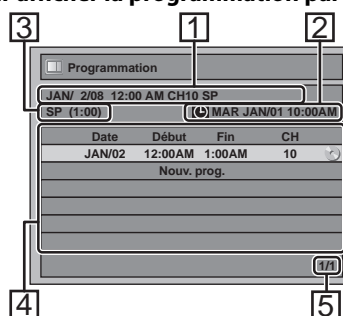 r afficher la programmation par
3 1 2
Programmation
JAN/ 2/08 12:00 AM CH10 SP
SP (1:00) MAR JAN/01 10:00AM
Date Début Fin CH
JAN/02 12:00AM 1:00AM 10
Nouv. prog.
1/1
4 5